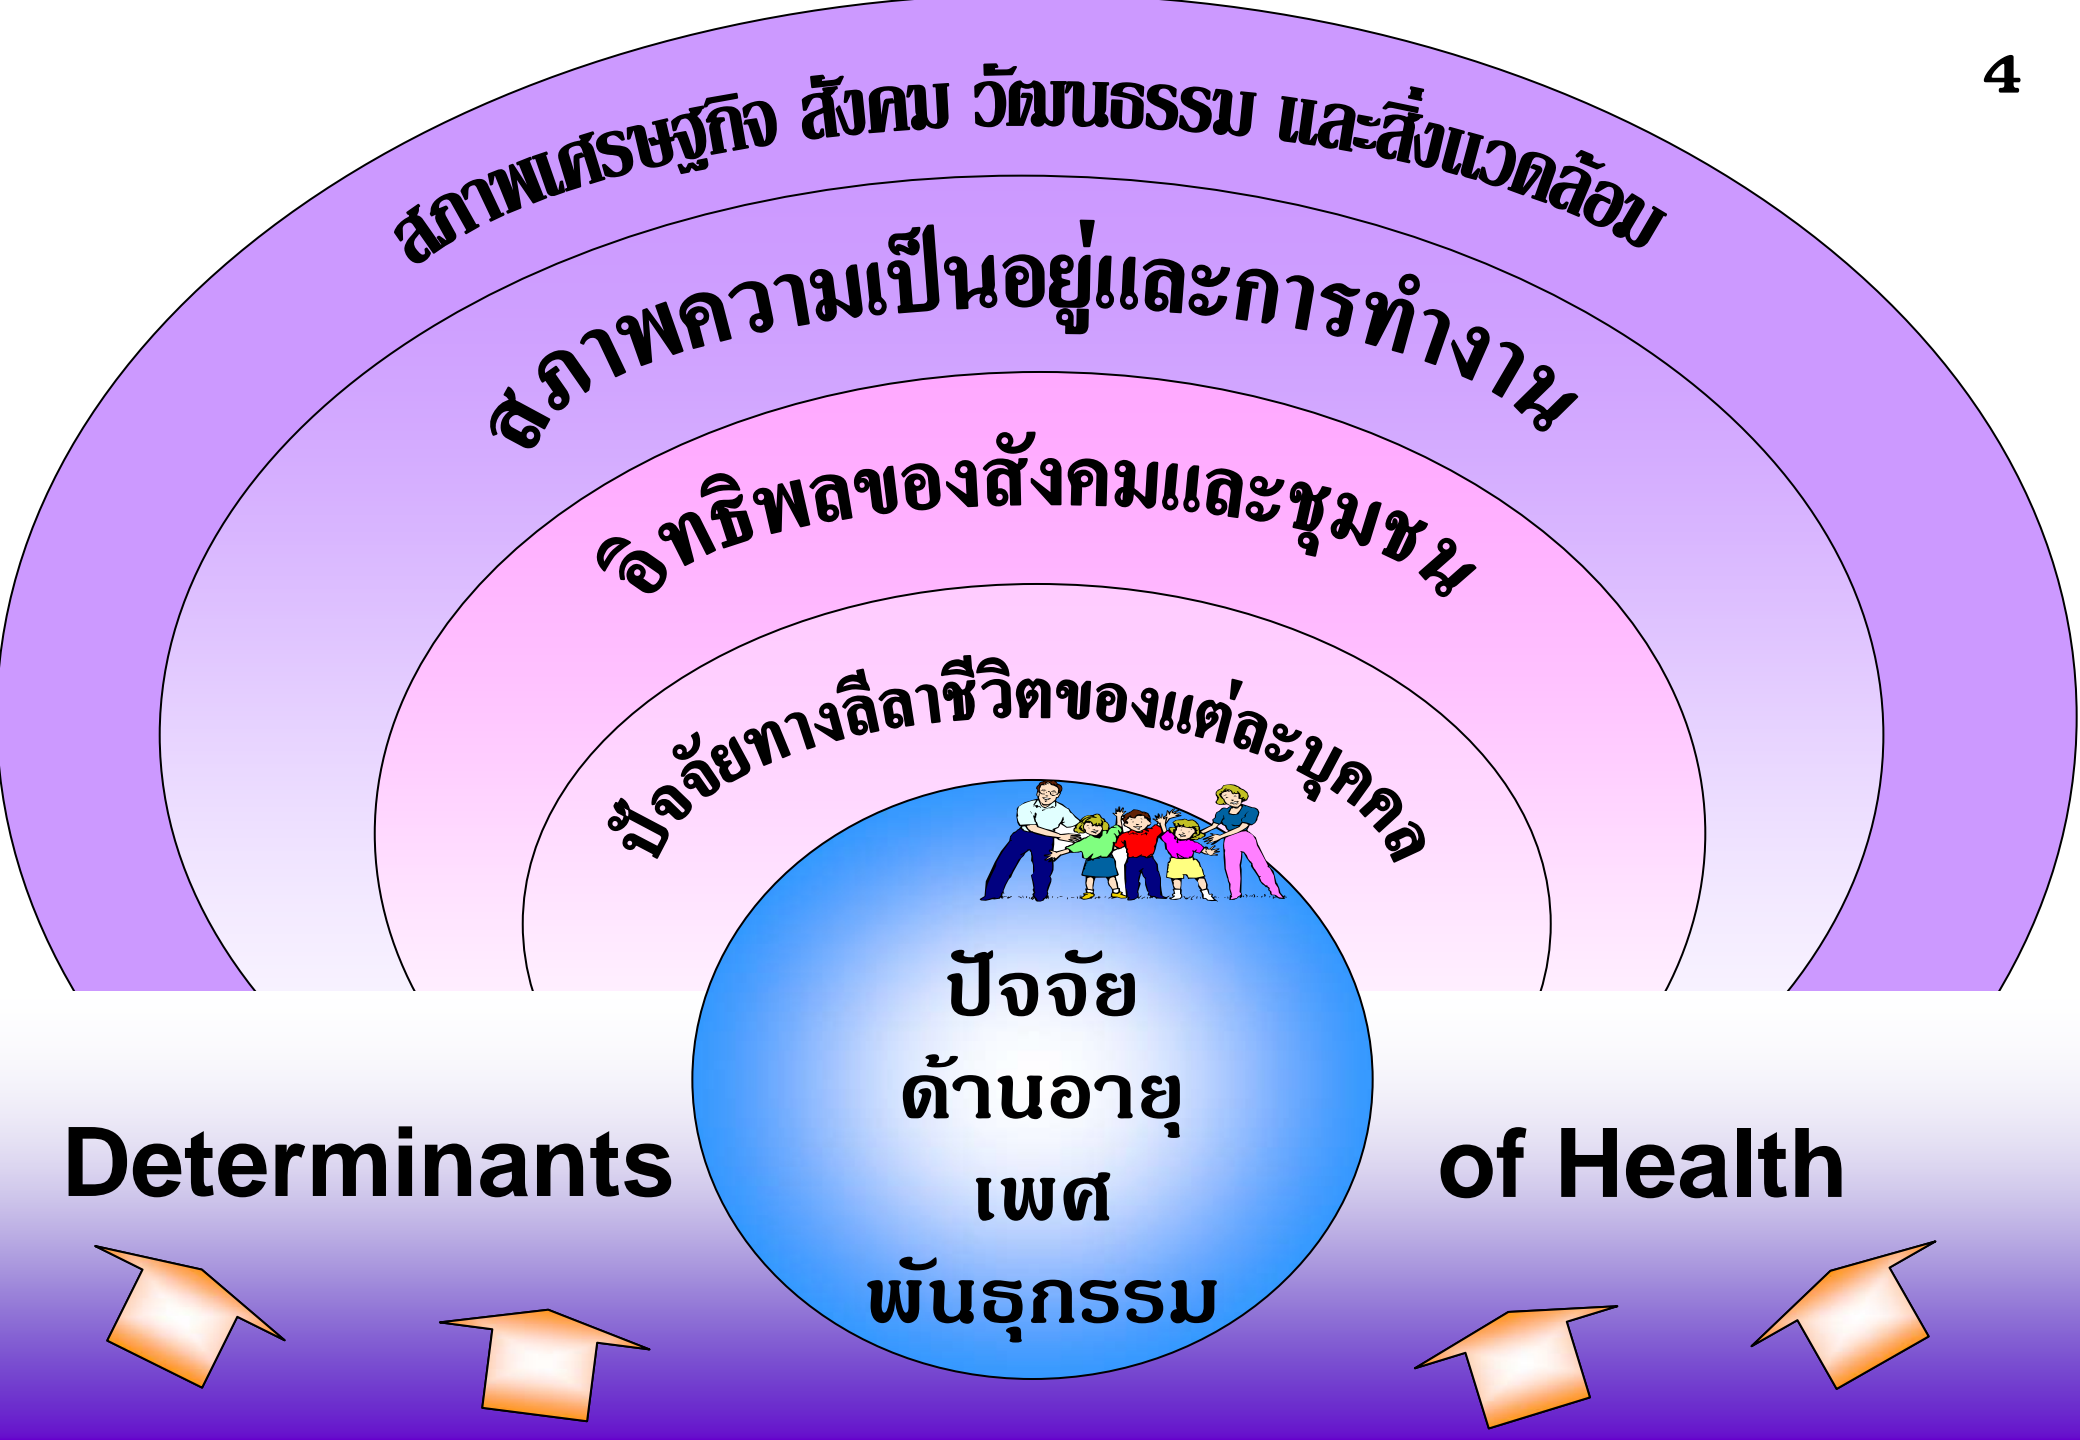 4
สภาพเศรษฐกิจ สังคม วัฒนธรรม และสิ่งแวดล้อม
สภาพความเป็นอยู่และการทำงาน
อิทธิพลของสังคมและชุมชน
ปัจจัยทางลีลาชีวิตของแต่ละบุคคล
ปัจจัย
ด้านอายุ
เพศ
พันธุกรรม
Determinants of Health